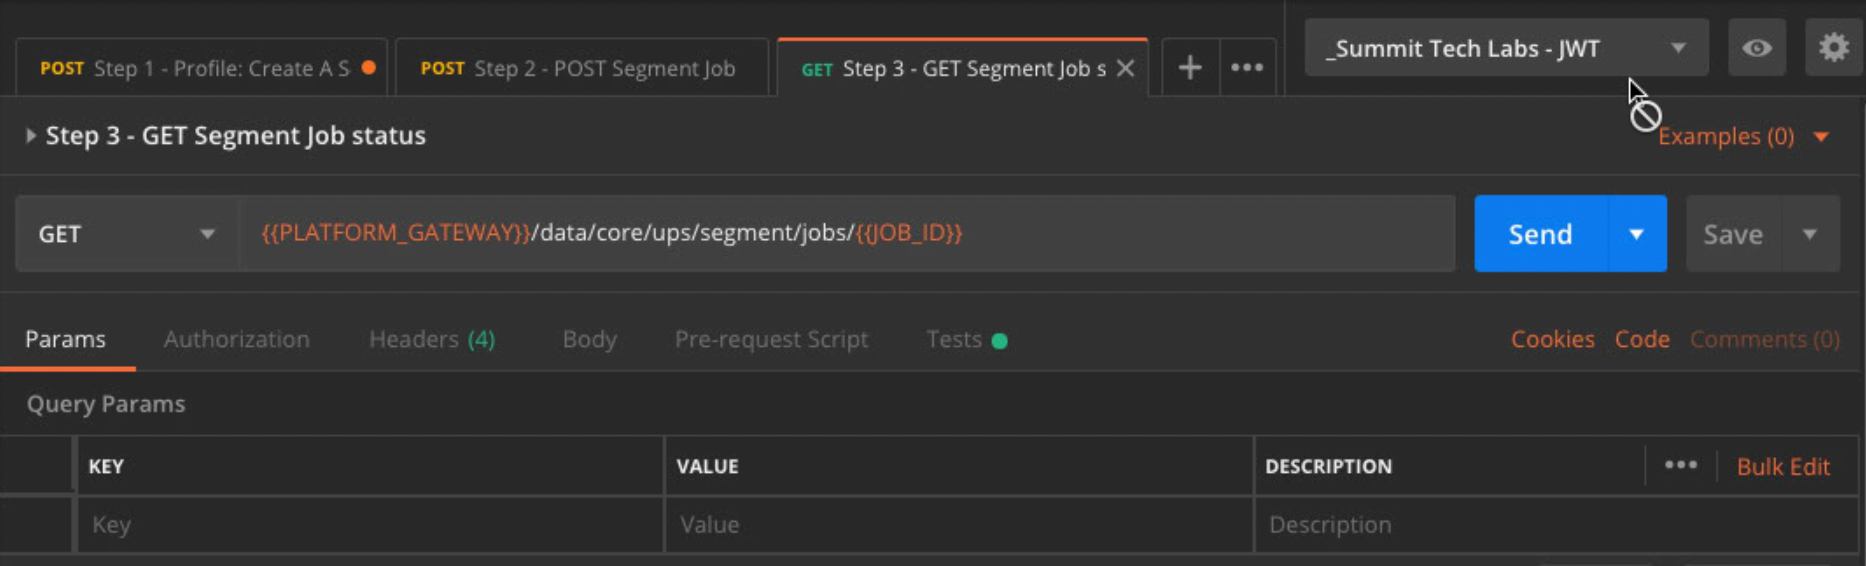 POST Step 1 - Profile: Create A S
POST Step 2 - POST Segment Job
GET Step 3 - GET Segment Job s
_Summit Tech Labs - JWT
Step 3 - GET Segment Job status
Examples (0)
GET
{{PLATFORM_GATEWAY}}/data/core/ups/segment/jobs/{{JOB_ID}}
Send
Save
Params
Authorization
Headers (4)
Body
Pre-request Script
Tests
Cookies
Code
Comments (0)
Query Params
KEY
VALUE
DESCRIPTION
Bulk Edit
Key
Value
Description